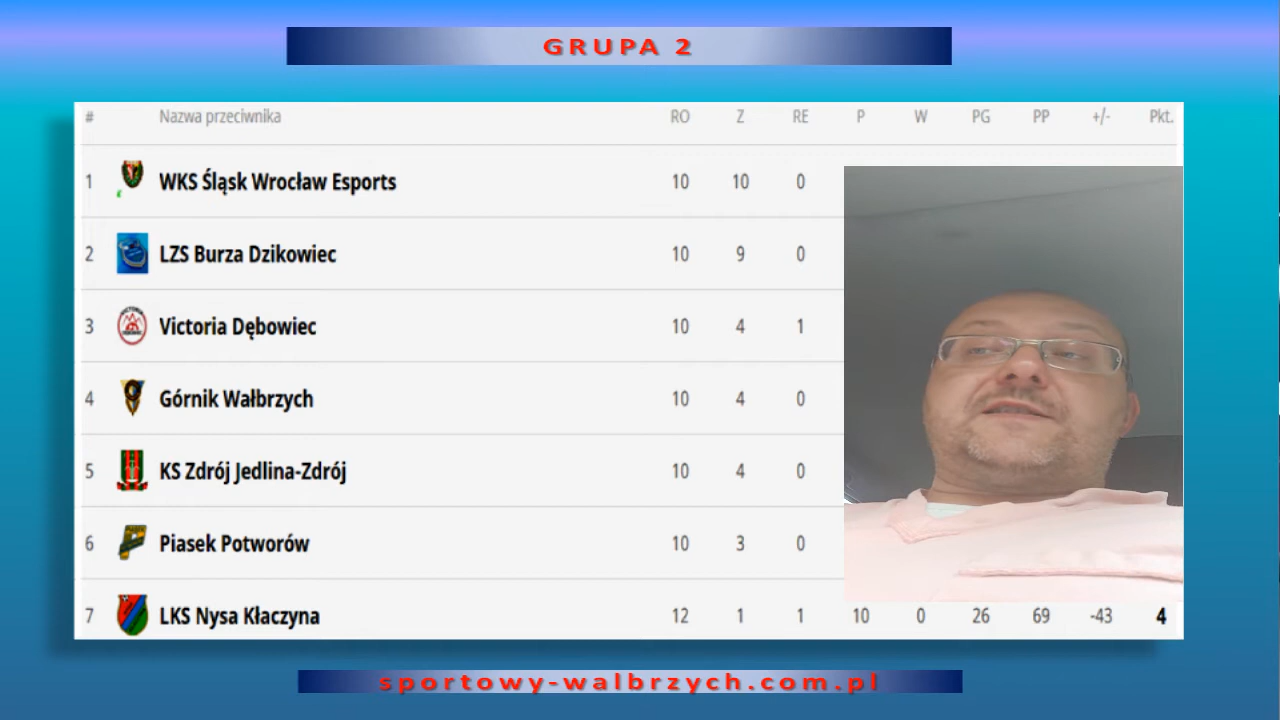 GRUPA 2
# Nazwa przeciwnika RO Z RE P W PG PP +/- Pkt.
1 WKS Śląsk Wrocław Esports 10 10 0
2 LZS Burza Dzikowiec 10 9 0
3 Victoria Dębowiec 10 4 1
4 Górnik Wałbrzych 10 4 0
5 KS Zdrój Jedlina-Zdrój 10 4 0
6 Piasek Potworów 10 3 0
7 LKS Nysa Kłaczyna 12 1 1 10 0 26 69 -43 4
sportowy-walbrzych.com.pl